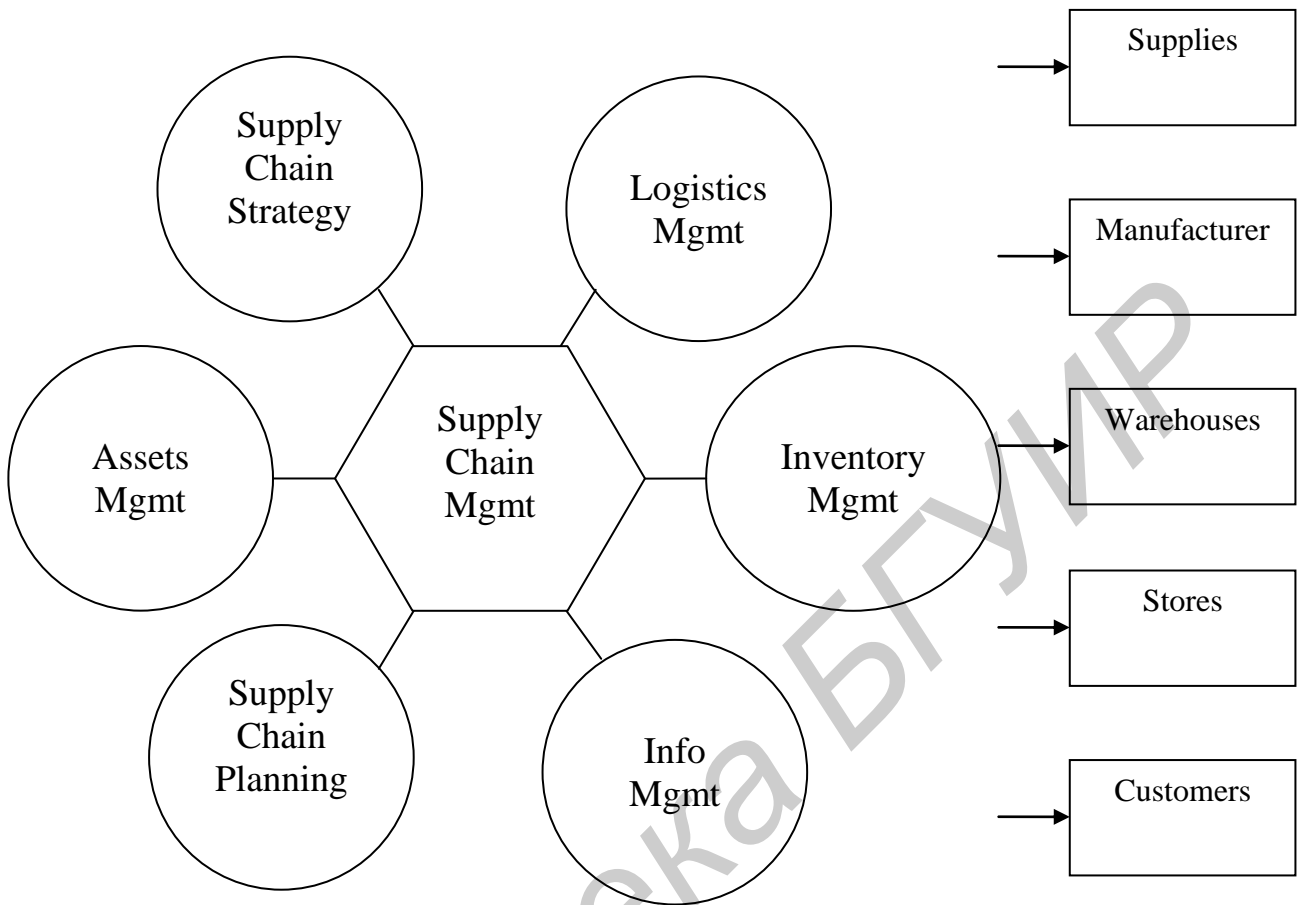 Supply
Chain
Strategy
Logistics
Mgmt
Assets
Mgmt
Supply
Chain
Mgmt
Inventory
Mgmt
Supply
Chain
Planning
Info
Mgmt
Supplies
Manufacturer
Warehouses
Stores
Customers
ека БГУИР